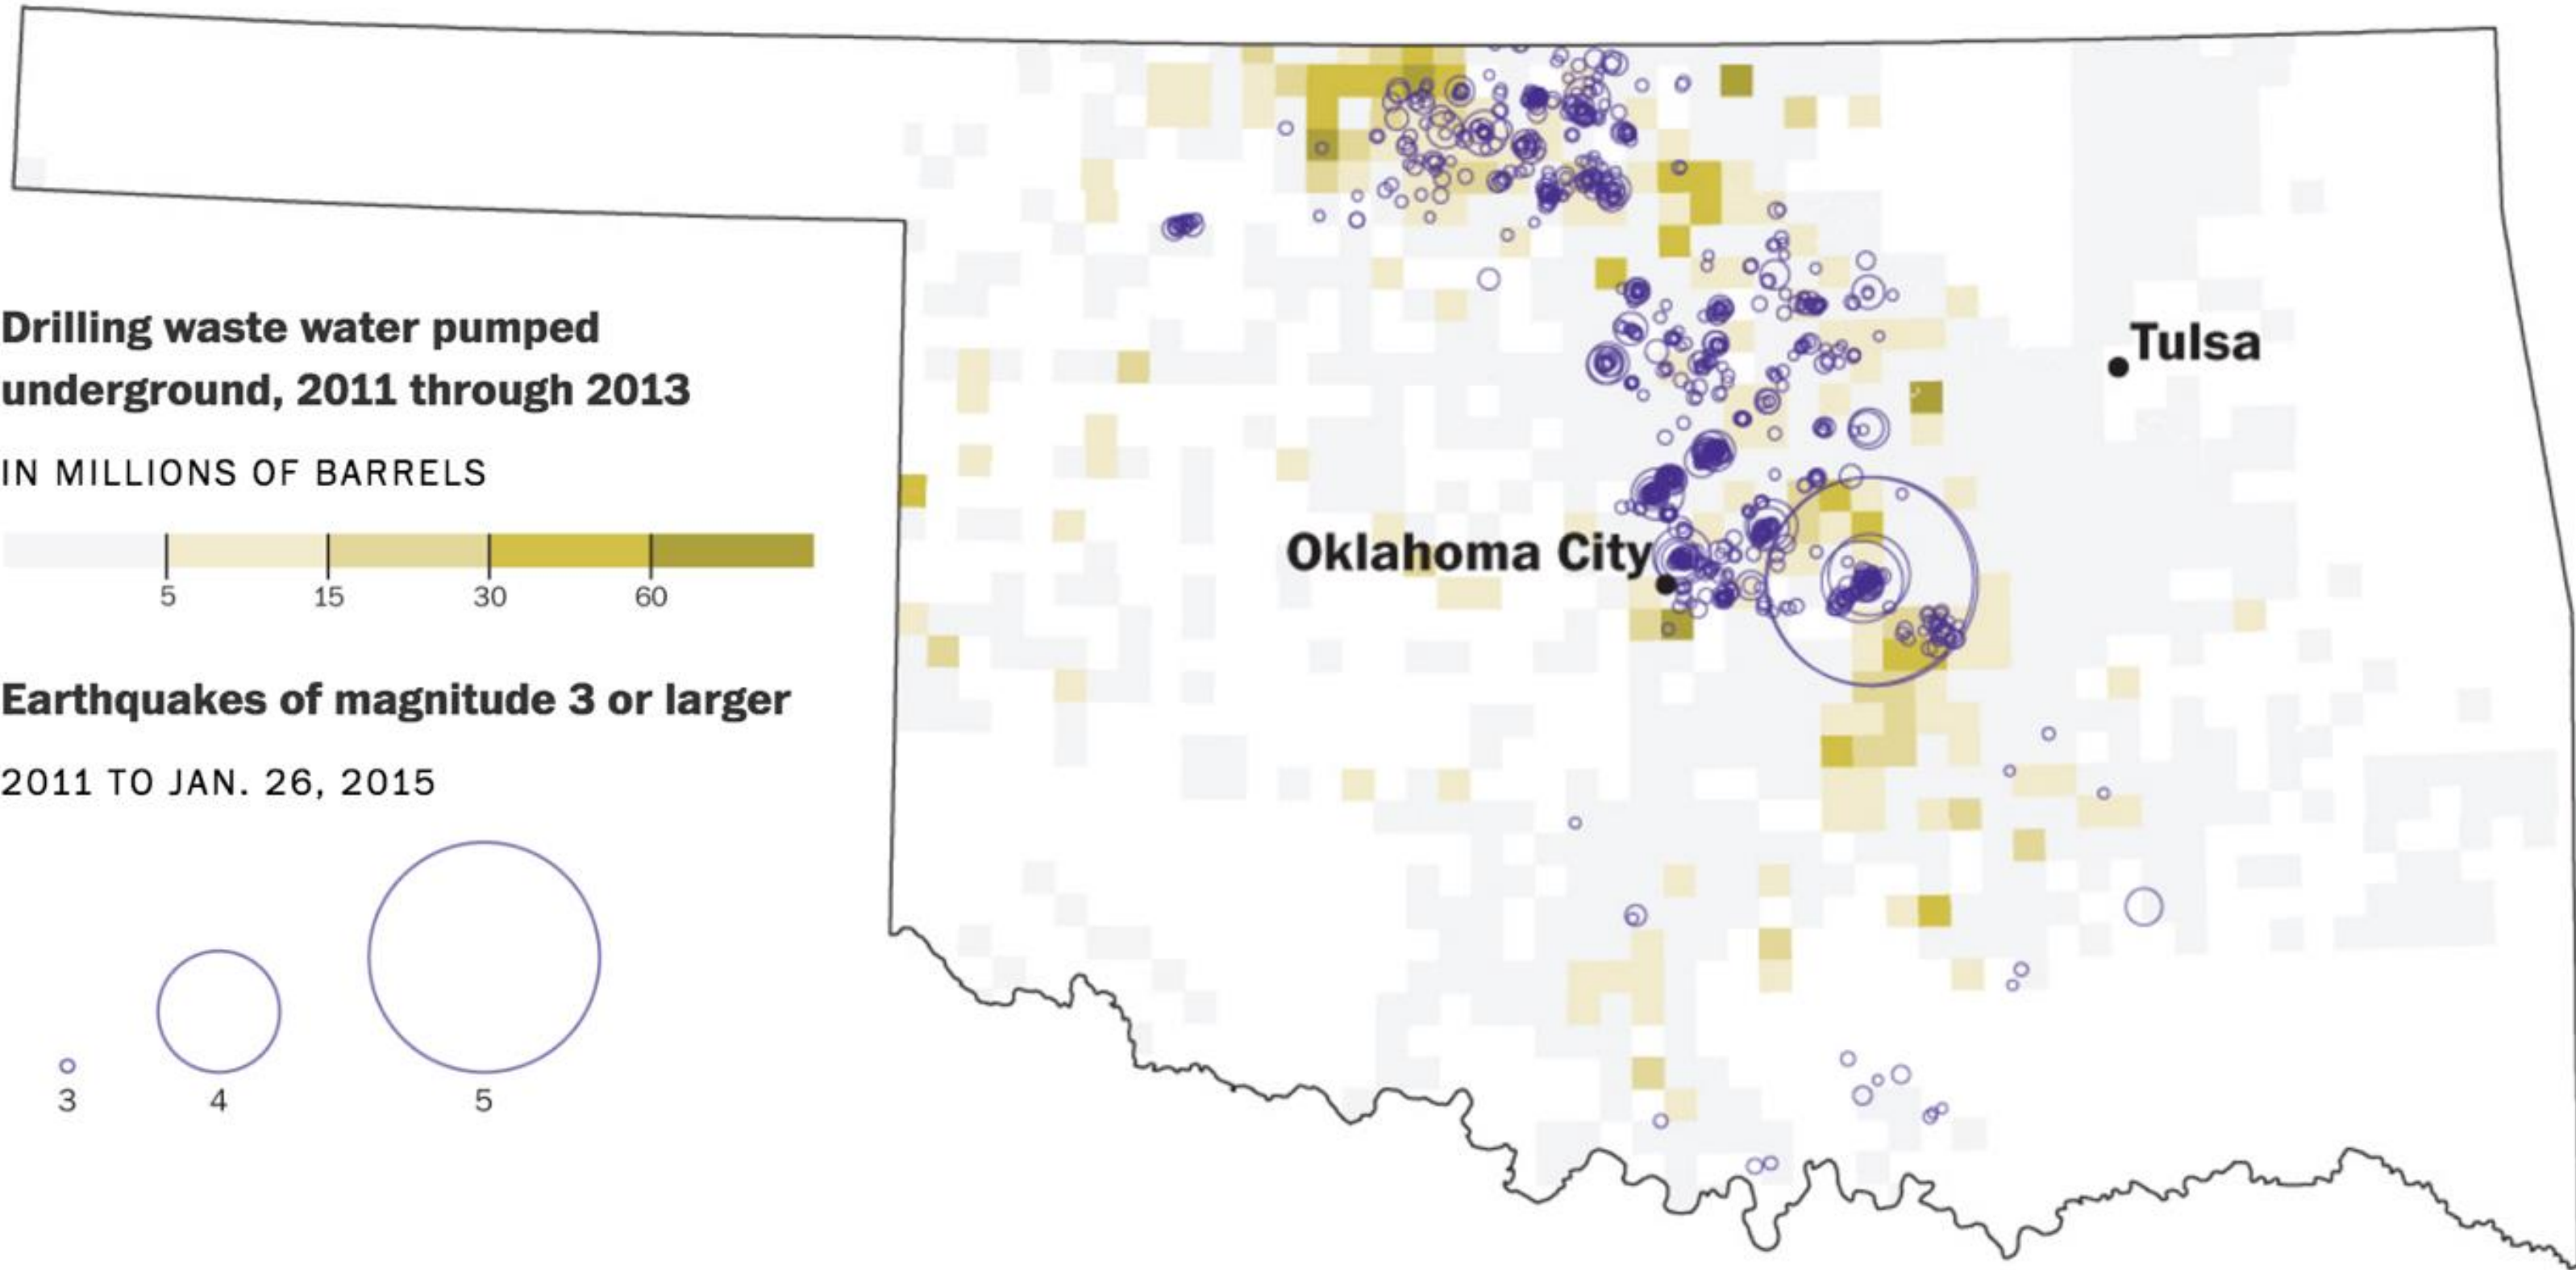 Drilling waste water pumped
underground, 2011 through 2013
IN MILLIONS OF BARRELS
5 15 30 60
Earthquakes of magnitude 3 or larger
2011 TO JAN. 26, 2015
3 4 5
Tulsa
Oklahoma City